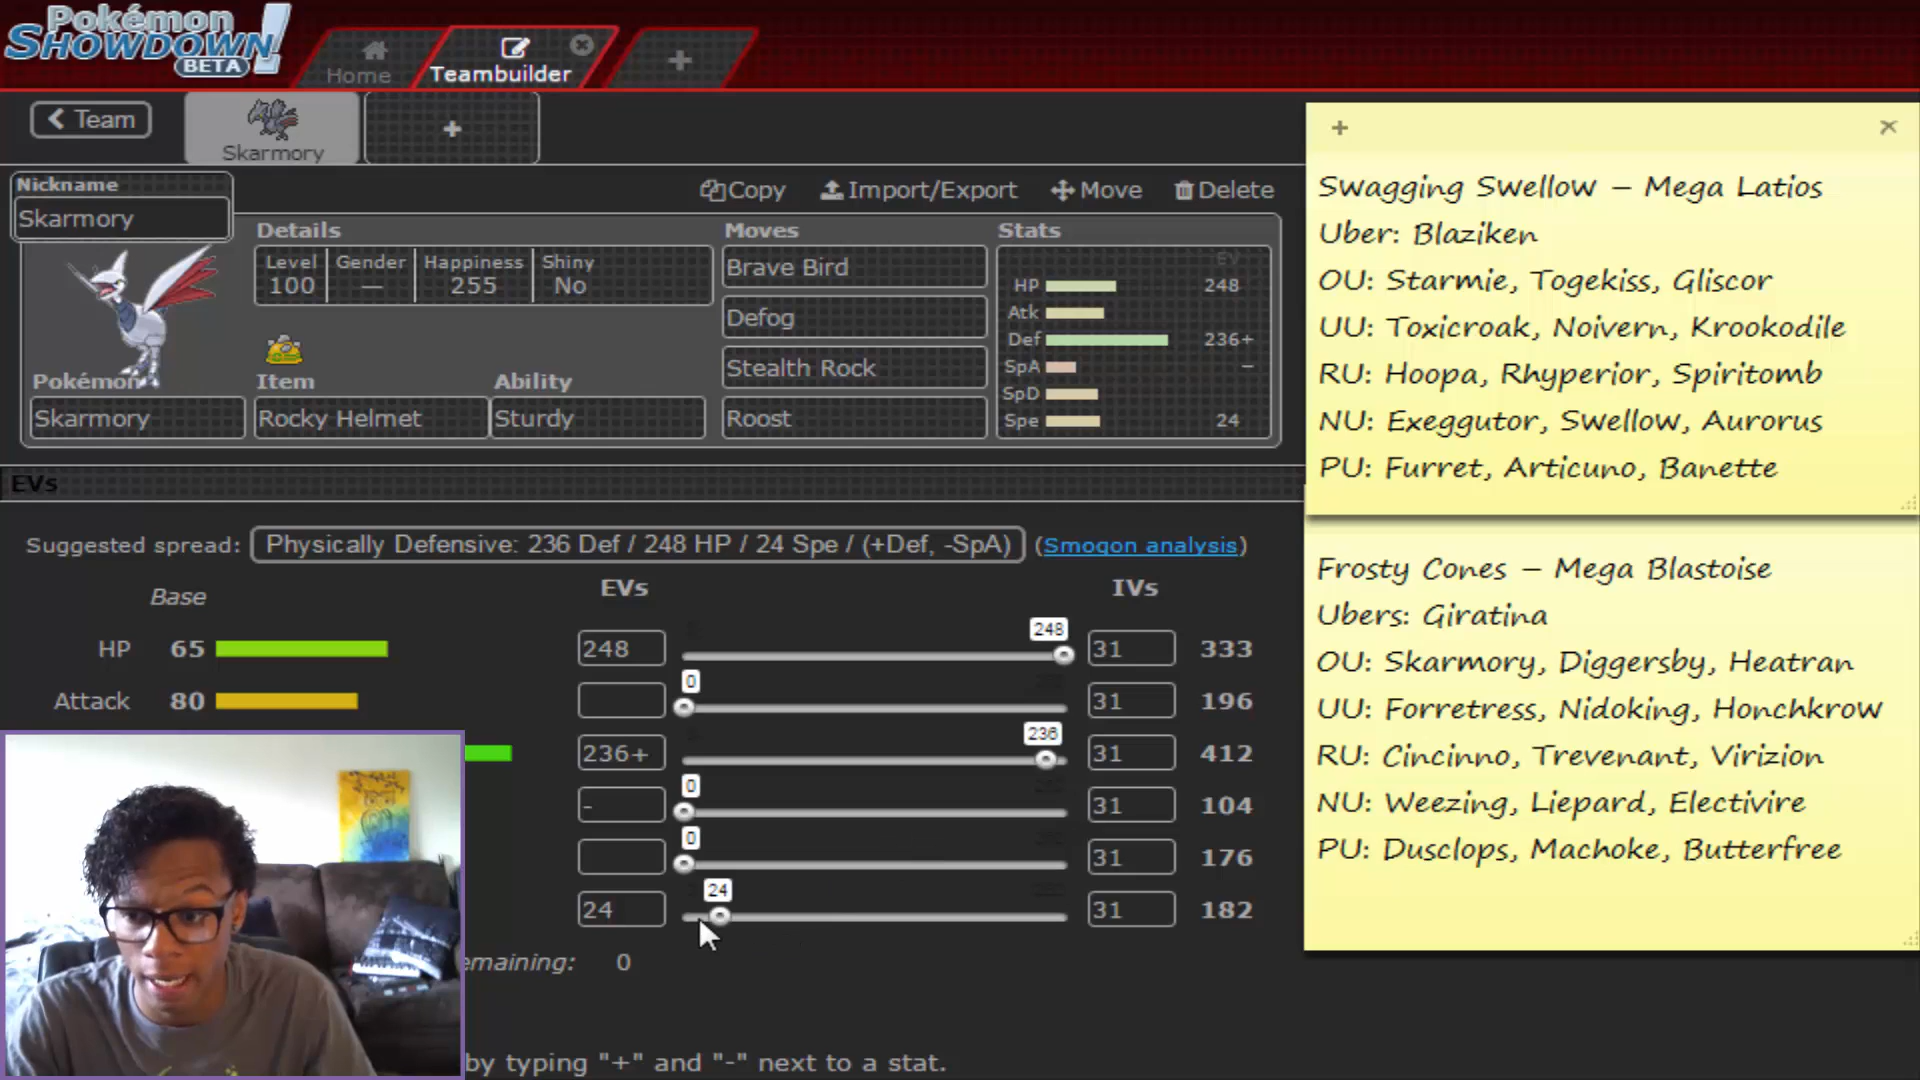 Pokémon
SHOWDOWN!
BETA
Home
Teambuilder
+
Team
Skarmory
+
Nickname
Skarmory
Copy
Import/Export
Move
Delete
Details
Level
100
Gender
—
Happiness
255
Shiny
No
Pokémon
Skarmory
Item
Rocky Helmet
Ability
Sturdy
Moves
Brave Bird
Defog
Stealth Rock
Roost
Stats
EV
HP 248
Atk
Def 236+
SpA −
SpD
Spe 24
EVs
Suggested spread: Physically Defensive: 236 Def / 248 HP / 24 Spe / (+Def, -SpA) (Smogon analysis)
Base EVs IVs
HP 65 248 248 31 333
Attack 80 0 31 196
236+ 236 31 412
- 0 31 104
0 31 176
24 24 31 182
emaining: 0
by typing "+" and "-" next to a stat.
+ ×
Swagging Swellow – Mega Latios
Uber: Blaziken
OU: Starmie, Togekiss, Gliscor
UU: Toxicroak, Noivern, Krookodile
RU: Hoopa, Rhyperior, Spiritomb
NU: Exeggutor, Swellow, Aurorus
PU: Furret, Articuno, Banette
Frosty Cones – Mega Blastoise
Ubers: Giratina
OU: Skarmory, Diggersby, Heatran
UU: Forretress, Nidoking, Honchkrow
RU: Cincinno, Trevenant, Virizion
NU: Weezing, Liepard, Electivire
PU: Dusclops, Machoke, Butterfree